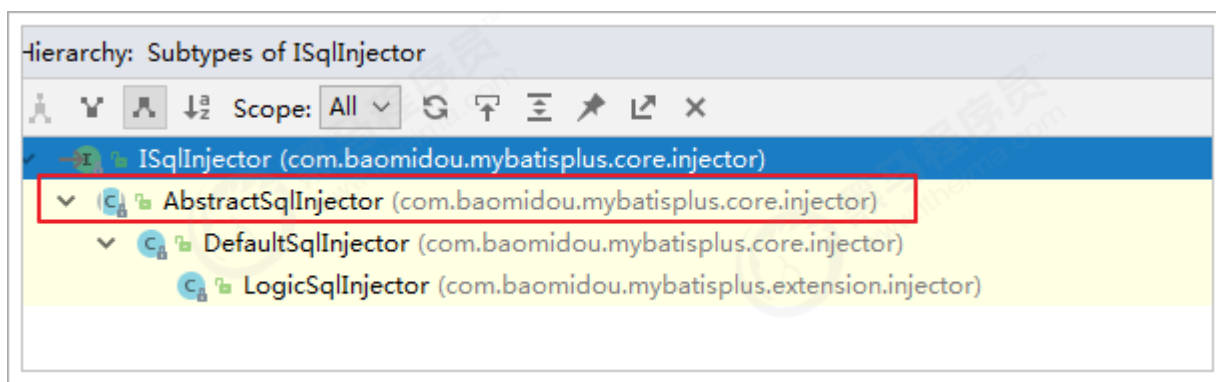 Hierarchy: Subtypes of ISqlInjector
Scope: All
ISqlInjector (com.baomidou.mybatisplus.core.injector)
AbstractSqlInjector (com.baomidou.mybatisplus.core.injector)
DefaultSqlInjector (com.baomidou.mybatisplus.core.injector)
LogicSqlInjector (com.baomidou.mybatisplus.extension.injector)